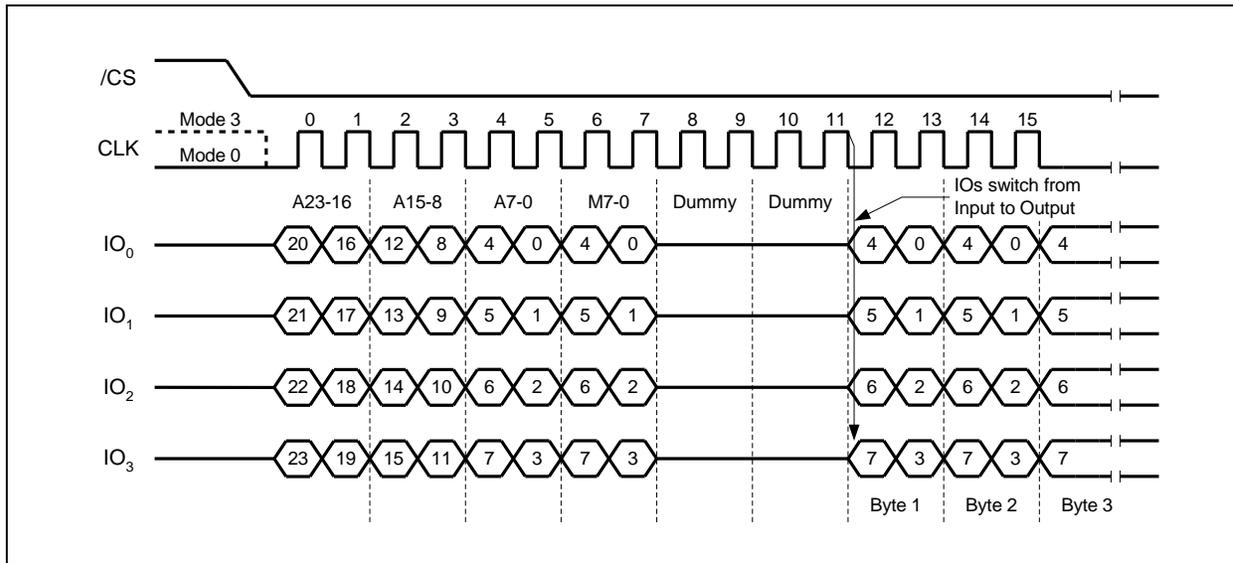 /CS
Mode 3 0 1 2 3 4 5 6 7 8 9 10 11 12 13 14 15
CLK
Mode 0
IOs switch from
Input to Output
A23-16 A15-8 A7-0 M7-0 Dummy Dummy
IO0 20 16 12 8 4 0 4 0 4 0 4 0 4
IO1 21 17 13 9 5 1 5 1 5 1 5 1 5
IO2 22 18 14 10 6 2 6 2 6 2 6 2 6
IO3 23 19 15 11 7 3 7 3 7 3 7 3 7
Byte 1 Byte 2 Byte 3